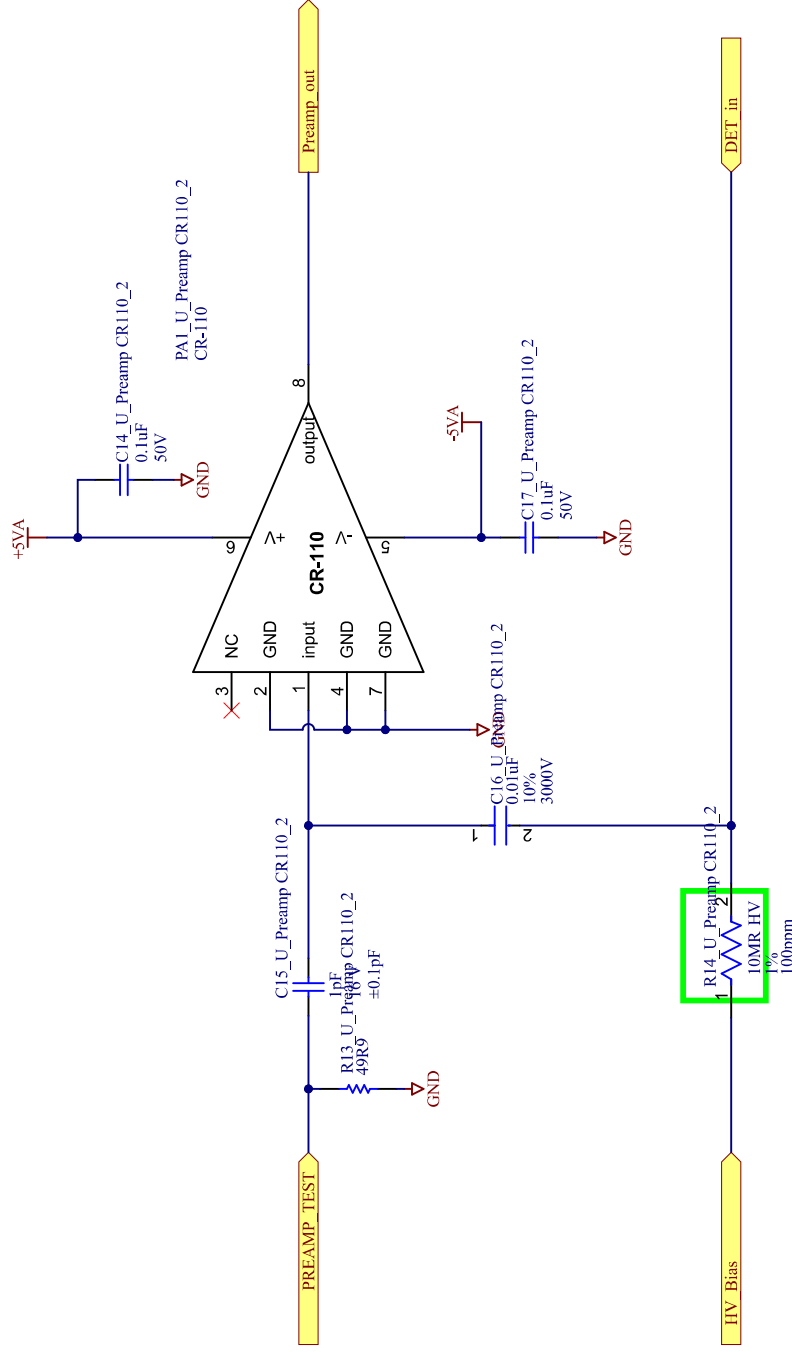 Preamp_out
DET_in
PA1_U_Preamp CR110_2
CR-110
C14_U_Preamp CR110_2
0.1uF
50V
GND
+5VA
6
V+
8
output
CR-110
V-
5
-5VA
C17_U_Preamp CR110_2
0.1uF
50V
GND
NC
GND
input
GND
GND
3
2
1
4
7
GND
C16_U_Preamp CR110_2
0.01uF
10%
3000V
1
2
C15_U_Preamp CR110_2
1pF
16 V
±0.1pF
R13_U_Preamp CR110_2
49R9
GND
R14_U_Preamp CR110_2
10MR HV
1%
100ppm
2
1
PREAMP_TEST
HV_Bias